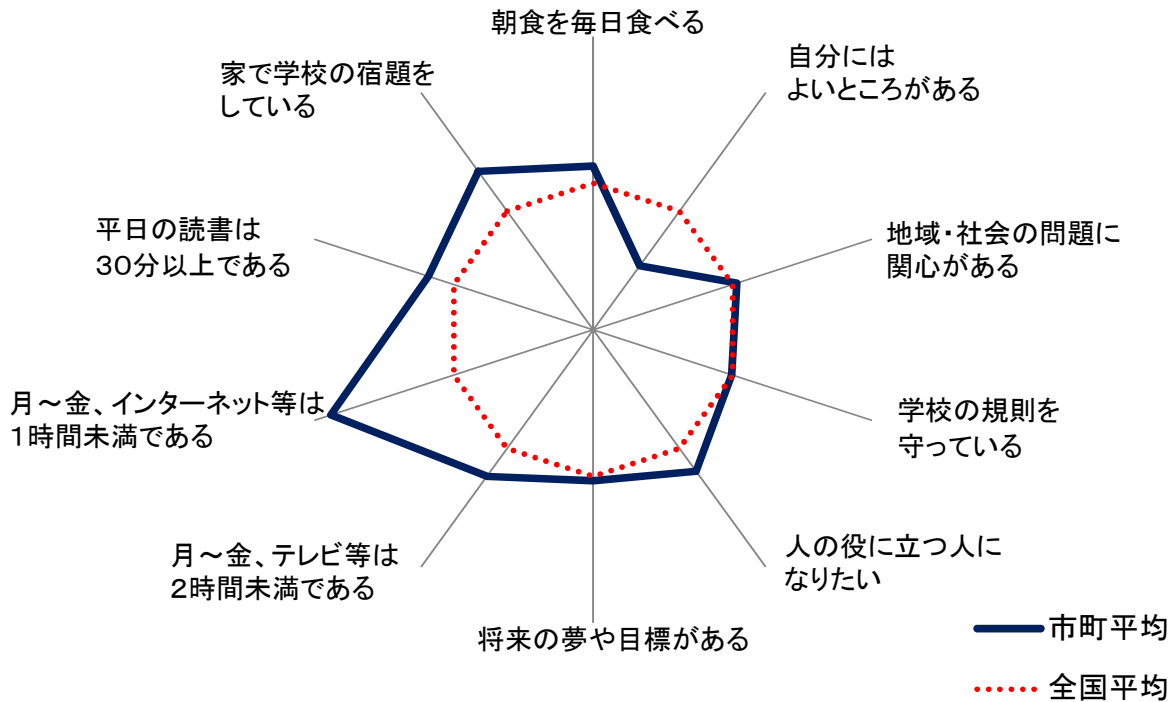 朝食を毎日食べる
自分には
よいところがある
地域・社会の問題に
関心がある
学校の規則を
守っている
人の役に立つ人に
なりたい
将来の夢や目標がある
月～金、テレビ等は
２時間未満である
月～金、インターネット等は
１時間未満である
平日の読書は
３０分以上である
家で学校の宿題を
している
市町平均
全国平均